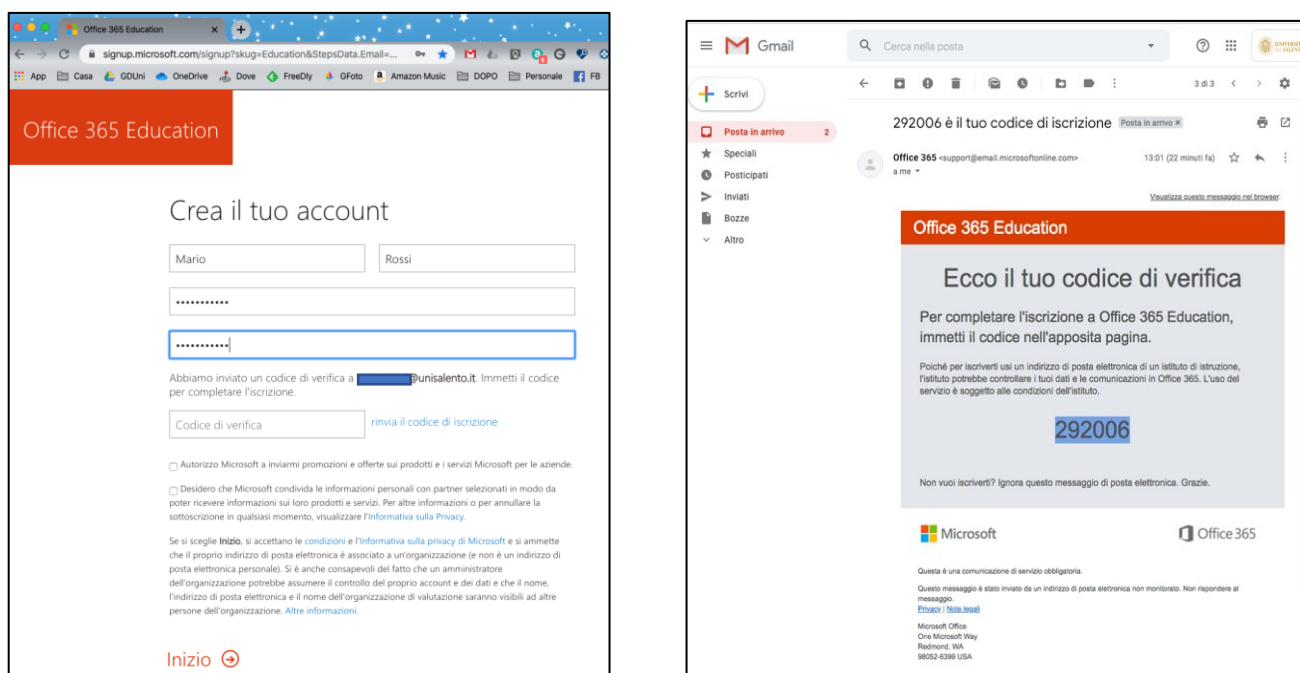 Office 365 Education
signup.microsoft.com/signup?skug=Education&StepsData.Email=...
App Casa GDUni OneDrive Dove FreeDly GFoto Amazon Music DOPO Personale FB
Office 365 Education
Crea il tuo account
Mario Rossi
•••••••••••
•••••••••••
Abbiamo inviato un codice di verifica a @unisalento.it. Immetti il codice
per completare l'iscrizione.
Codice di verifica rinvia il codice di iscrizione
Autorizzo Microsoft a inviarmi promozioni e offerte sui prodotti e i servizi Microsoft per le aziende.
Desidero che Microsoft condivida le informazioni personali con partner selezionati in modo da
poter ricevere informazioni sui loro prodotti e servizi. Per altre informazioni o per annullare la
sottoscrizione in qualsiasi momento, visualizzare l'Informativa sulla Privacy.
Se si sceglie Inizio, si accettano le condizioni e l'Informativa sulla privacy di Microsoft e si ammette
che il proprio indirizzo di posta elettronica è associato a un'organizzazione (e non è un indirizzo di
posta elettronica personale). Si è anche consapevoli del fatto che un amministratore
dell'organizzazione potrebbe assumere il controllo del proprio account e dei dati e che il nome,
l'indirizzo di posta elettronica e il nome dell'organizzazione di valutazione saranno visibili ad altre
persone dell'organizzazione. Altre informazioni.
Inizio
Gmail
Cerca nella posta
Scrivi
3 di 3
Posta in arrivo 2
Speciali
Posticipati
Inviati
Bozze
Altro
292006 è il tuo codice di iscrizione Posta in arrivo ×
Office 365 <support@email.microsoftonline.com> 13:01 (22 minuti fa)
a me
Visualizza questo messaggio nel browser.
Office 365 Education
Ecco il tuo codice di verifica
Per completare l'iscrizione a Office 365 Education,
immetti il codice nell'apposita pagina.
Poiché per iscriverti usi un indirizzo di posta elettronica di un istituto di istruzione,
l'istituto potrebbe controllare i tuoi dati e le comunicazioni in Office 365. L'uso del
servizio è soggetto alle condizioni dell'istituto.
292006
Non vuoi iscriverti? Ignora questo messaggio di posta elettronica. Grazie.
Microsoft Office 365
Questa è una comunicazione di servizio obbligatoria.
Questo messaggio è stato inviato da un indirizzo di posta elettronica non monitorato. Non rispondere al
messaggio.
Privacy | Note legali
Microsoft Office
One Microsoft Way
Redmond, WA
98052-6399 USA